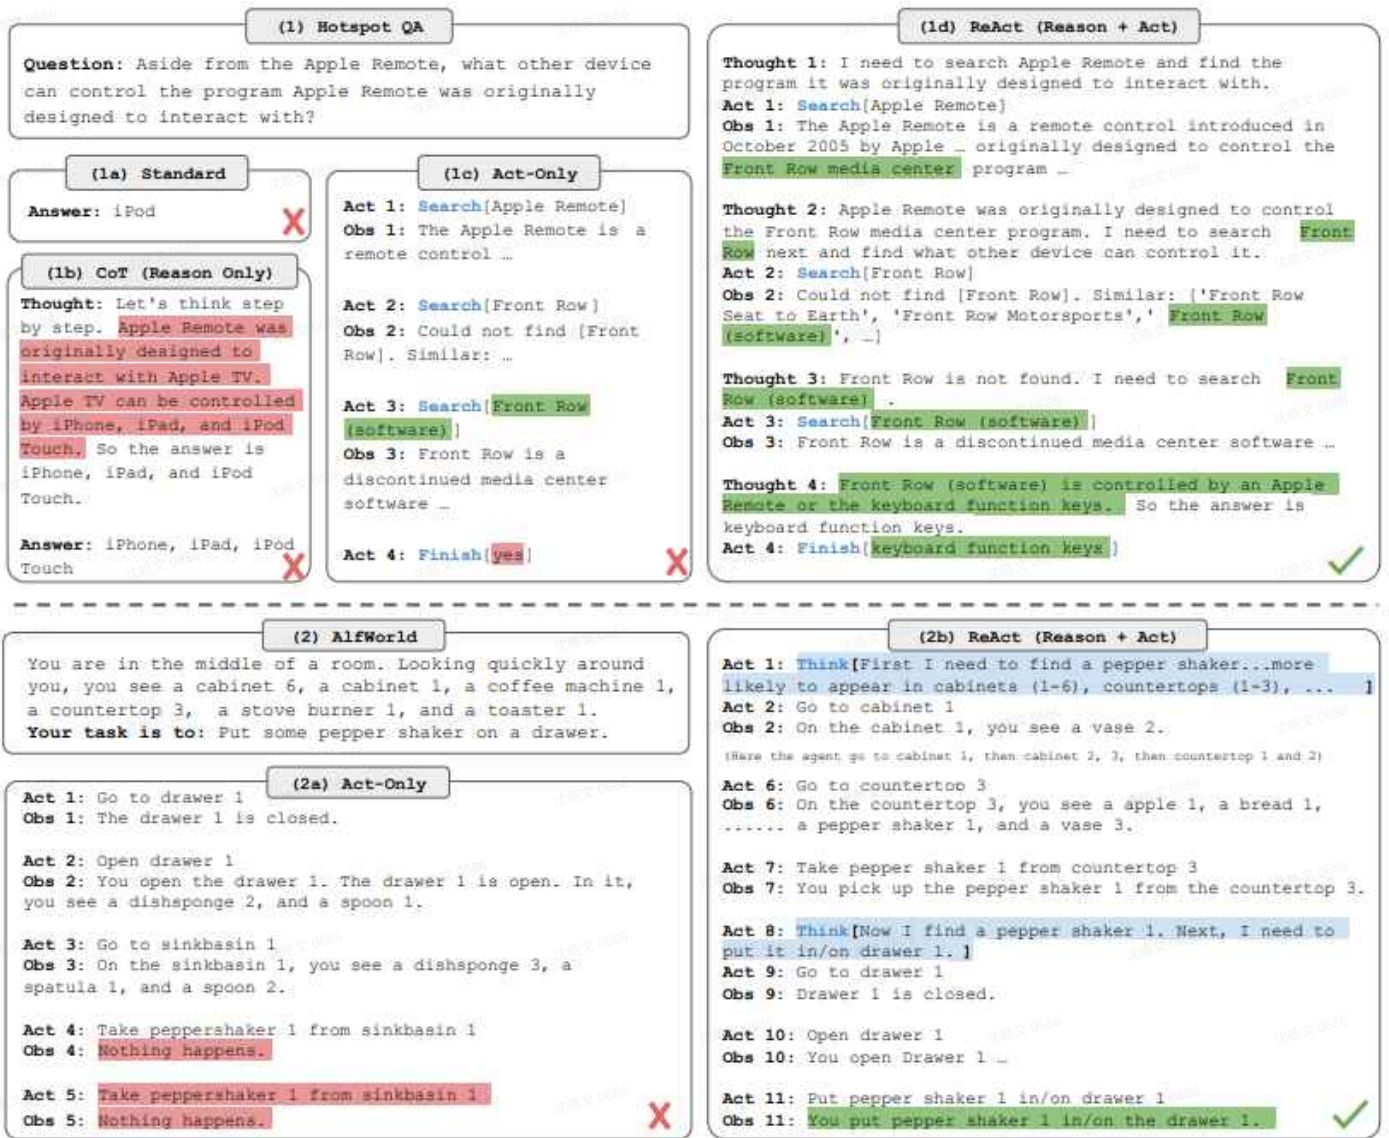 (1) Hotspot QA
Question: Aside from the Apple Remote, what other device
can control the program Apple Remote was originally
designed to interact with?
(1a) Standard
Answer: iPod
(1b) CoT (Reason Only)
Thought: Let's think step
by step. Apple Remote was
originally designed to
interact with Apple TV.
Apple TV can be controlled
by iPhone, iPad, and iPod
Touch. So the answer is
iPhone, iPad, and iPod
Touch.
Answer: iPhone, iPad, iPod
Touch
(1c) Act-Only
Act 1: Search[Apple Remote]
Obs 1: The Apple Remote is a
remote control …
Act 2: Search[Front Row]
Obs 2: Could not find [Front
Row]. Similar: …
Act 3: Search[Front Row
(software)]
Obs 3: Front Row is a
discontinued media center
software …
Act 4: Finish[yes]
(1d) ReAct (Reason + Act)
Thought 1: I need to search Apple Remote and find the
program it was originally designed to interact with.
Act 1: Search[Apple Remote]
Obs 1: The Apple Remote is a remote control introduced in
October 2005 by Apple … originally designed to control the
Front Row media center program …
Thought 2: Apple Remote was originally designed to control
the Front Row media center program. I need to search Front
Row next and find what other device can control it.
Act 2: Search[Front Row]
Obs 2: Could not find [Front Row]. Similar: ['Front Row
Seat to Earth', 'Front Row Motorsports',' Front Row
(software)', …]
Thought 3: Front Row is not found. I need to search Front
Row (software) .
Act 3: Search[Front Row (software)]
Obs 3: Front Row is a discontinued media center software …
Thought 4: Front Row (software) is controlled by an Apple
Remote or the keyboard function keys. So the answer is
keyboard function keys.
Act 4: Finish[keyboard function keys]
(2) AlfWorld
You are in the middle of a room. Looking quickly around
you, you see a cabinet 6, a cabinet 1, a coffee machine 1,
a countertop 3, a stove burner 1, and a toaster 1.
Your task is to: Put some pepper shaker on a drawer.
(2a) Act-Only
Act 1: Go to drawer 1
Obs 1: The drawer 1 is closed.
Act 2: Open drawer 1
Obs 2: You open the drawer 1. The drawer 1 is open. In it,
you see a dishsponge 2, and a spoon 1.
Act 3: Go to sinkbasin 1
Obs 3: On the sinkbasin 1, you see a dishsponge 3, a
spatula 1, and a spoon 2.
Act 4: Take peppershaker 1 from sinkbasin 1
Obs 4: Nothing happens.
Act 5: Take peppershaker 1 from sinkbasin 1
Obs 5: Nothing happens.
(2b) ReAct (Reason + Act)
Act 1: Think[First I need to find a pepper shaker...more
likely to appear in cabinets (1-6), countertops (1-3), ... ]
Act 2: Go to cabinet 1
Obs 2: On the cabinet 1, you see a vase 2.
(Here the agent go to cabinet 1, then cabinet 2, 3, then countertop 1 and 2)
Act 6: Go to countertop 3
Obs 6: On the countertop 3, you see a apple 1, a bread 1,
...... a pepper shaker 1, and a vase 3.
Act 7: Take pepper shaker 1 from countertop 3
Obs 7: You pick up the pepper shaker 1 from the countertop 3.
Act 8: Think[Now I find a pepper shaker 1. Next, I need to
put it in/on drawer 1. ]
Act 9: Go to drawer 1
Obs 9: Drawer 1 is closed.
Act 10: Open drawer 1
Obs 10: You open Drawer 1 …
Act 11: Put pepper shaker 1 in/on drawer 1
Obs 11: You put pepper shaker 1 in/on the drawer 1.